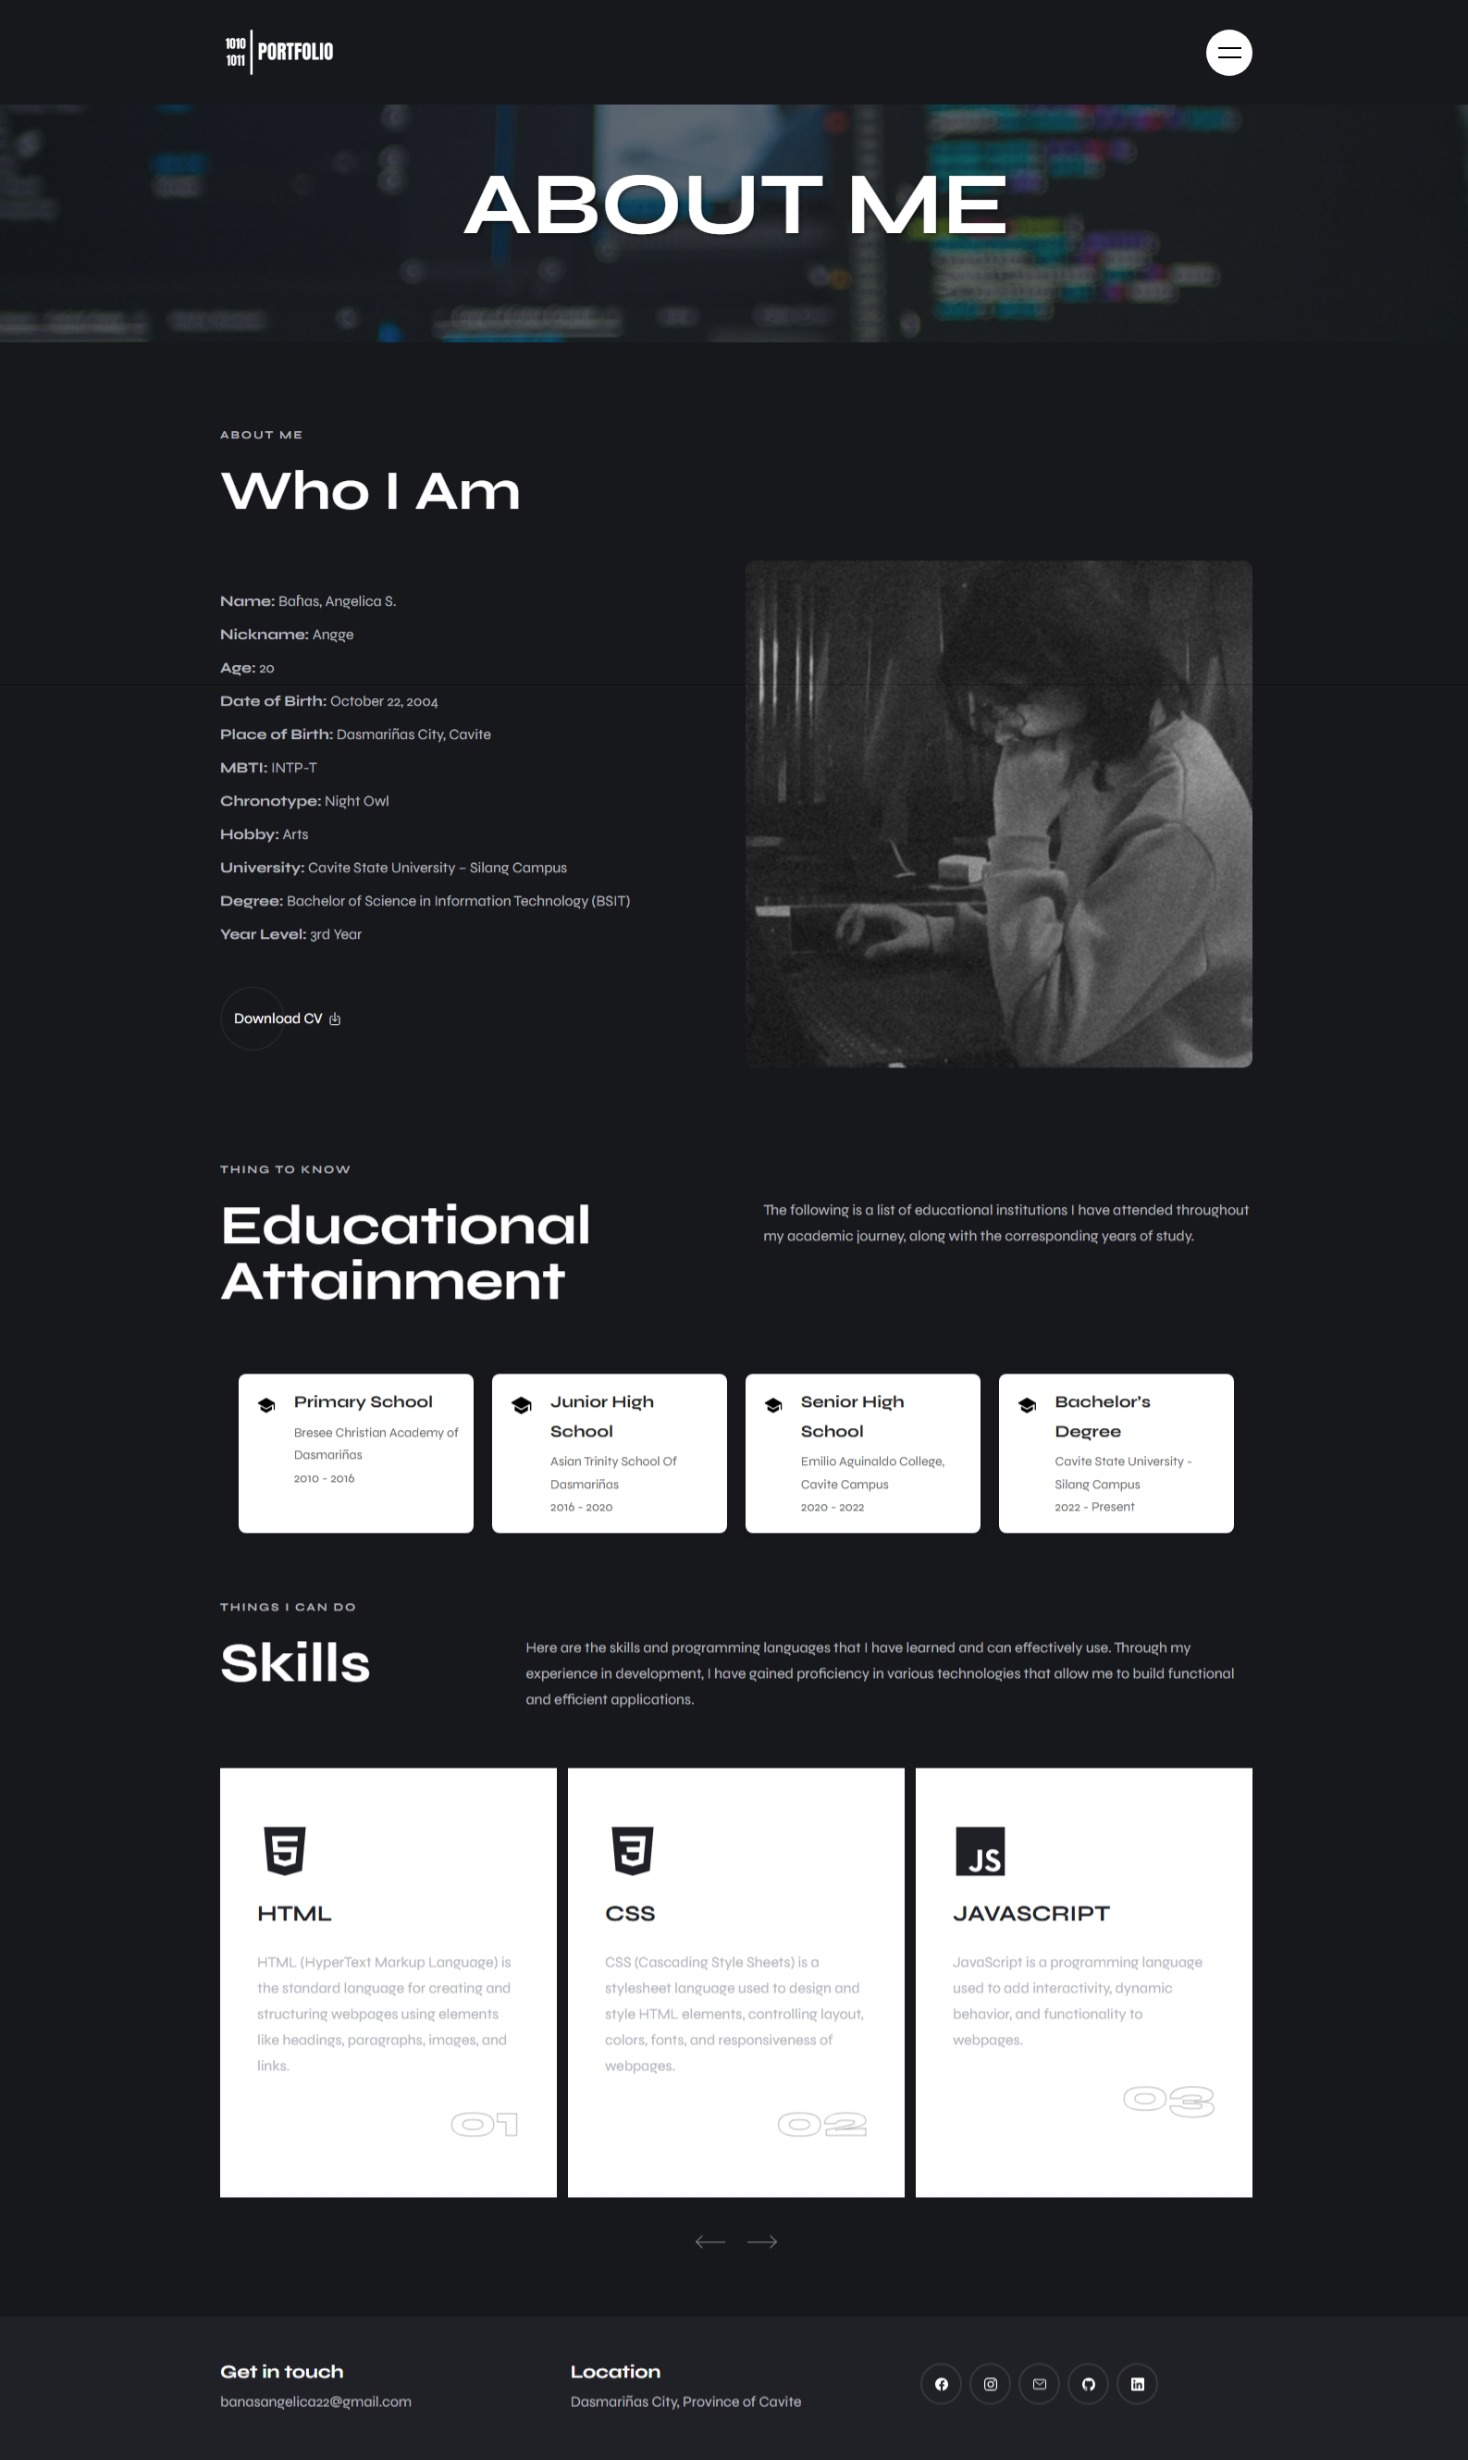 1010
1011
PORTFOLIO
ABOUT ME
ABOUT ME
Who I Am
Name: Bañas, Angelica S.
Nickname: Angge
Age: 20
Date of Birth: October 22, 2004
Place of Birth: Dasmariñas City, Cavite
MBTI: INTP-T
Chronotype: Night Owl
Hobby: Arts
University: Cavite State University – Silang Campus
Degree: Bachelor of Science in Information Technology (BSIT)
Year Level: 3rd Year
Download CV
THING TO KNOW
Educational
Attainment
The following is a list of educational institutions I have attended throughout
my academic journey, along with the corresponding years of study.
Primary School
Bresee Christian Academy of
Dasmariñas
2010 - 2016
Junior High
School
Asian Trinity School Of
Dasmariñas
2016 - 2020
Senior High
School
Emilio Aguinaldo College,
Cavite Campus
2020 - 2022
Bachelor's
Degree
Cavite State University -
Silang Campus
2022 - Present
THINGS I CAN DO
Skills
Here are the skills and programming languages that I have learned and can effectively use. Through my
experience in development, I have gained proficiency in various technologies that allow me to build functional
and efficient applications.
5
HTML
HTML (HyperText Markup Language) is
the standard language for creating and
structuring webpages using elements
like headings, paragraphs, images, and
links.
01
3
CSS
CSS (Cascading Style Sheets) is a
stylesheet language used to design and
style HTML elements, controlling layout,
colors, fonts, and responsiveness of
webpages.
02
JS
JAVASCRIPT
JavaScript is a programming language
used to add interactivity, dynamic
behavior, and functionality to
webpages.
03
Get in touch
banasangelica22@gmail.com
Location
Dasmariñas City, Province of Cavite